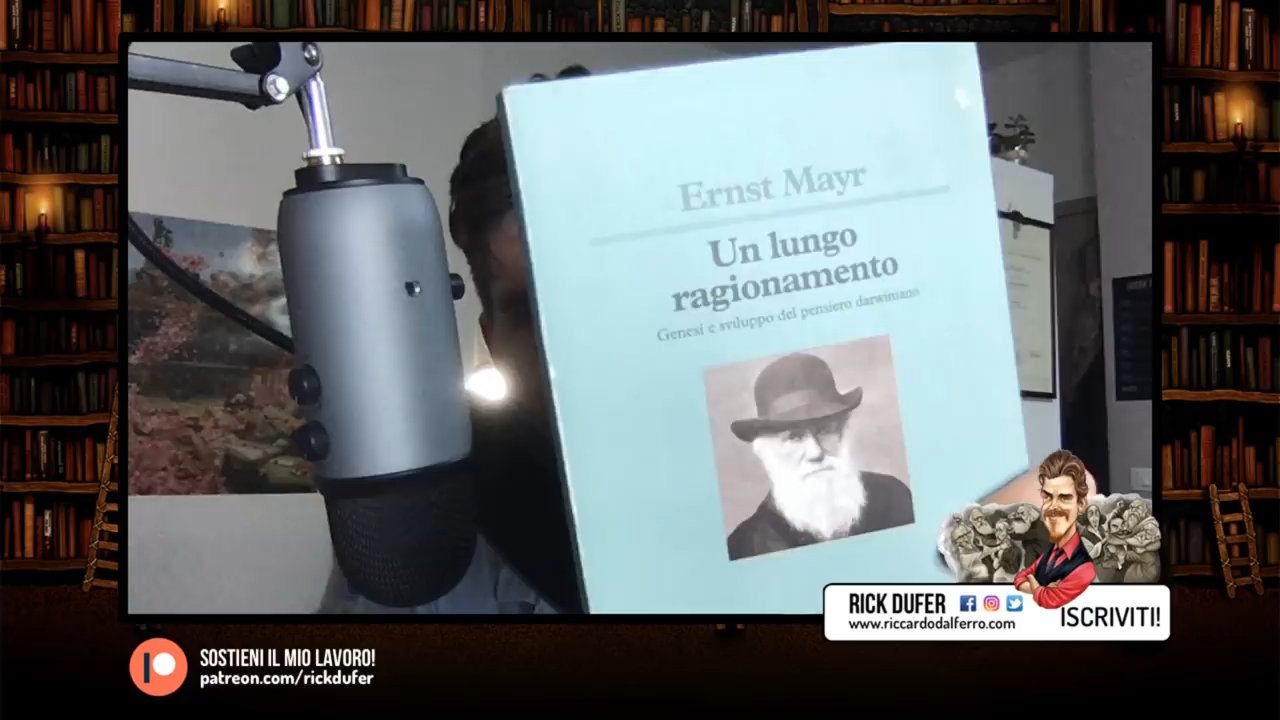 Ernst Mayr
Un lungo
ragionamento
Genesi e sviluppo del pensiero darwiniano
RICK DUFER
www.riccardodalferro.com
ISCRIVITI!
SOSTIENI IL MIO LAVORO!
patreon.com/rickdufer